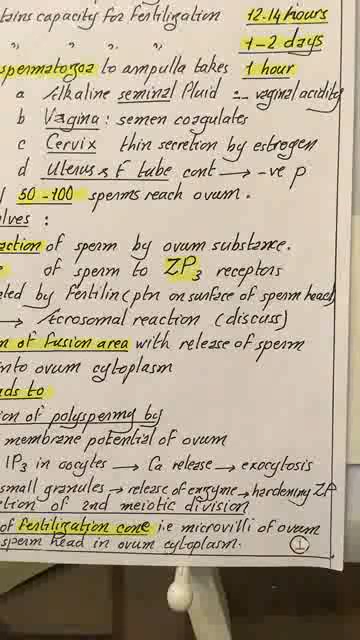 tains capacity for fertilization 12-14 hours
" " " " 1-2 days
spermatozoa to ampulla takes 1 hour
a Alkaline seminal fluid :- vaginal acidity
b Vagina: semen coagulates
c Cervix thin secretion by estrogen
d Uterus & F tube cont → -ve p
50-100 sperms reach ovum.
lves :
action of sperm by ovum substance.
of sperm to ZP3 receptors
ted by Fertilin (ptn on surface of sperm head)
→ Acrosomal reaction (discuss)
n of fusion area with release of sperm
into ovum cytoplasm
ds to
ion of polyspermy by
membrane potential of ovum
IP3 in oocytes → Ca release → exocytosis
small granules → release of enzyme → hardening ZP
etion of 2nd meiotic division
of fertilization cone i.e microvilli of ovum
sperm head in ovum cytoplasm.
1